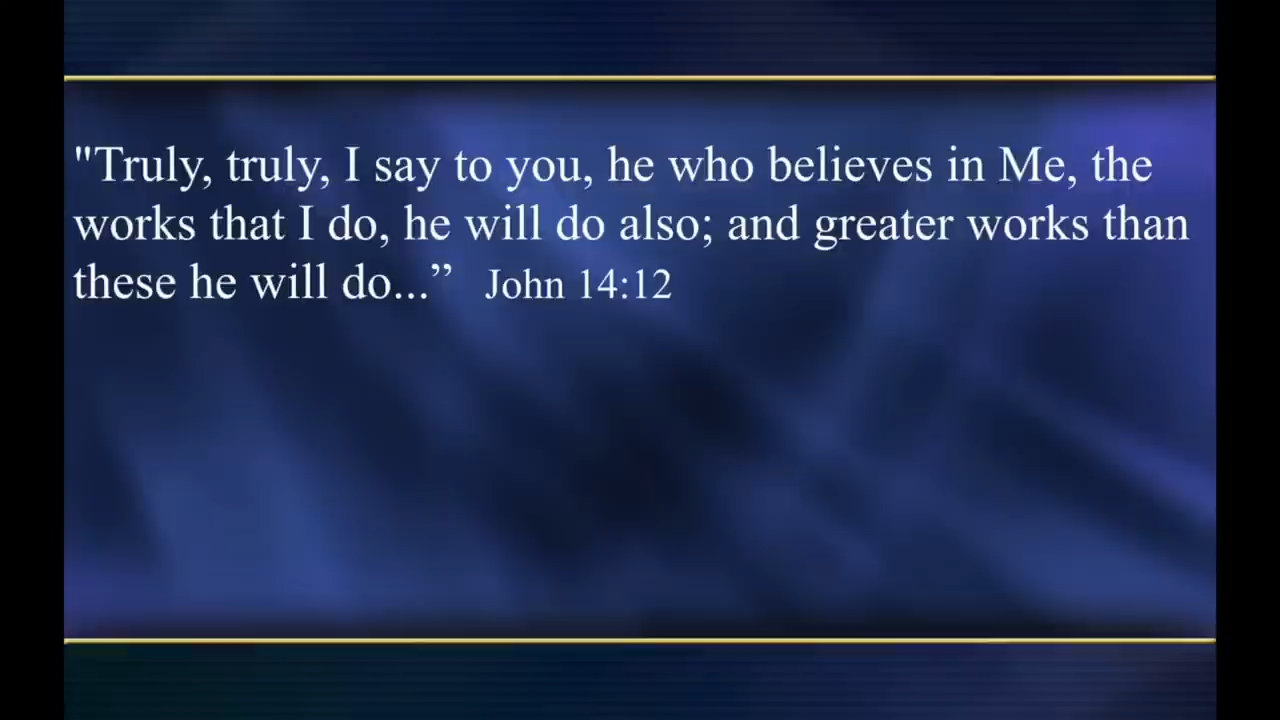 "Truly, truly, I say to you, he who believes in Me, the
works that I do, he will do also; and greater works than
these he will do...” John 14:12